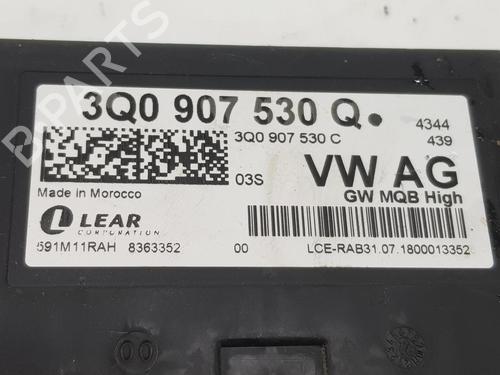 3Q0 907 530 Q.
3Q0 907 530 C
4344
439
Made in Morocco
03S
VW AG
GW MQB High
LEAR
CORPORATION
591M11RAH 8363352
00
LCE-RAB31.07.1800013352
00
B-PARTS